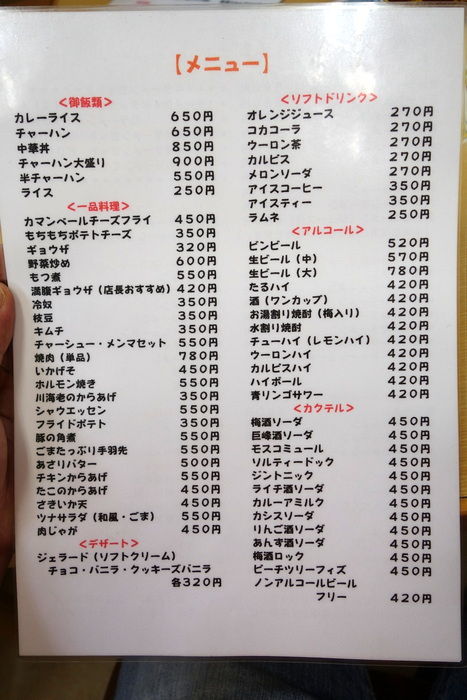 【メニュー】
<御飯類>
カレーライス 650円
チャーハン 650円
中華丼 850円
チャーハン大盛り 900円
半チャーハン 550円
ライス 250円
<一品料理>
カマンベールチーズフライ 450円
もちもちポテトチーズ 350円
ギョウザ 320円
野菜炒め 600円
もつ煮 550円
満腹ギョウザ（店長おすすめ） 420円
冷奴 350円
枝豆 350円
キムチ 350円
チャーシュー・メンマセット 550円
焼肉（単品） 780円
いかげそ 450円
ホルモン焼き 550円
川海老のからあげ 350円
シャウエッセン 550円
フライドポテト 350円
豚の角煮 550円
ごまたっぷり手羽先 550円
あさりバター 500円
チキンからあげ 550円
たこのからあげ 450円
さきいか天 450円
ツナサラダ（和風・ごま） 550円
肉じゃが 450円
<デザート>
ジェラード（ソフトクリーム）
チョコ・バニラ・クッキーズバニラ
各320円
<ソフトドリンク>
オレンジジュース 270円
コカコーラ 270円
ウーロン茶 270円
カルピス 270円
メロンソーダ 270円
アイスコーヒー 350円
アイスティー 350円
ラムネ 250円
<アルコール>
ビンビール 520円
生ビール（中） 570円
生ビール（大） 780円
たるハイ 420円
酒（ワンカップ） 420円
お湯割り焼酎（梅入り） 420円
水割り焼酎 420円
チューハイ（レモンハイ） 420円
ウーロンハイ 420円
カルピスハイ 420円
ハイボール 420円
青リンゴサワー 420円
<カクテル>
梅酒ソーダ 450円
巨峰酒ソーダ 450円
モスコミュール 450円
ソルティードック 450円
ジントニック 450円
ライチ酒ソーダ 450円
カルーアミルク 450円
カシスソーダ 450円
りんご酒ソーダ 450円
あんず酒ソーダ 450円
梅酒ロック 450円
ピーチツリーフィズ 450円
ノンアルコールビール
フリー 420円